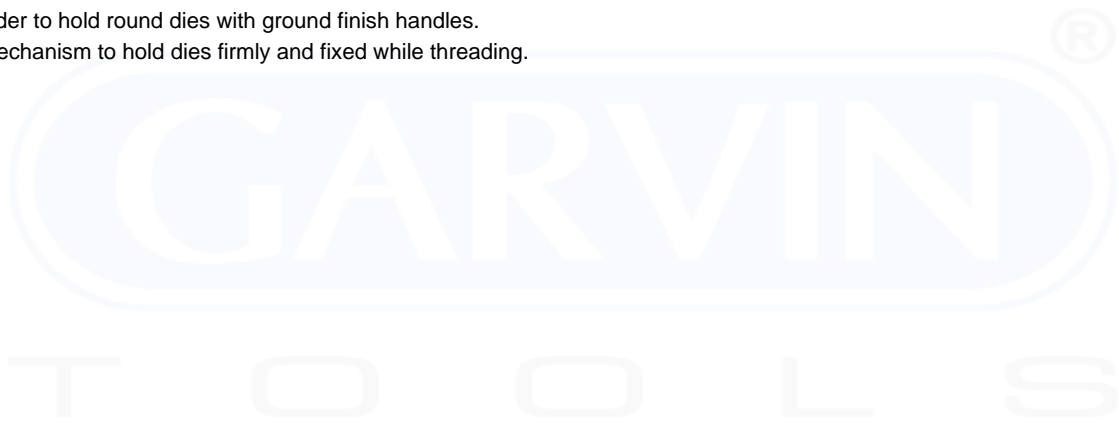 der to hold round dies with ground finish handles.
echanism to hold dies firmly and fixed while threading.
®
GARVIN
TOOLS